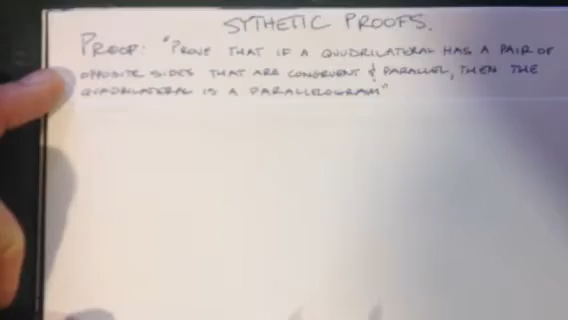 SYTHETIC PROOFS.
PROOF: "PROVE THAT IF A QUUDRILATERAL HAS A PAIR OF
OPPOSITE SIDES THAT ARE CONGRUENT & PARALLEL, THEN THE
QUADRILATERAL IS A PARALLELOGRAM"